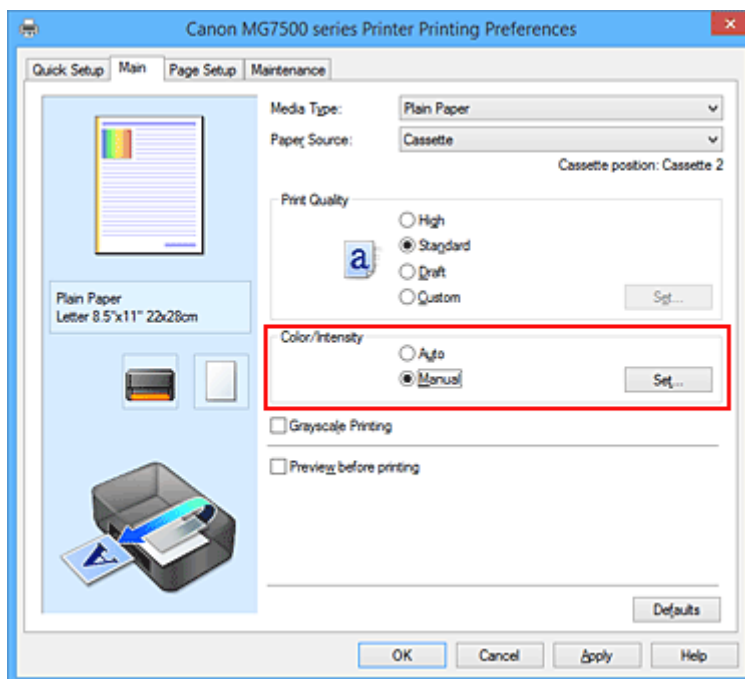 Canon MG7500 series Printer Printing Preferences
Quick Setup Main Page Setup Maintenance
Media Type: Plain Paper
Paper Source: Cassette
Cassette position: Cassette 2
Print Quality
High
Standard
Draft
Custom Set...
a
Plain Paper
Letter 8.5"x11" 22x28cm
Color/Intensity
Auto
Manual Set...
Grayscale Printing
Preview before printing
A
Defaults
OK Cancel Apply Help